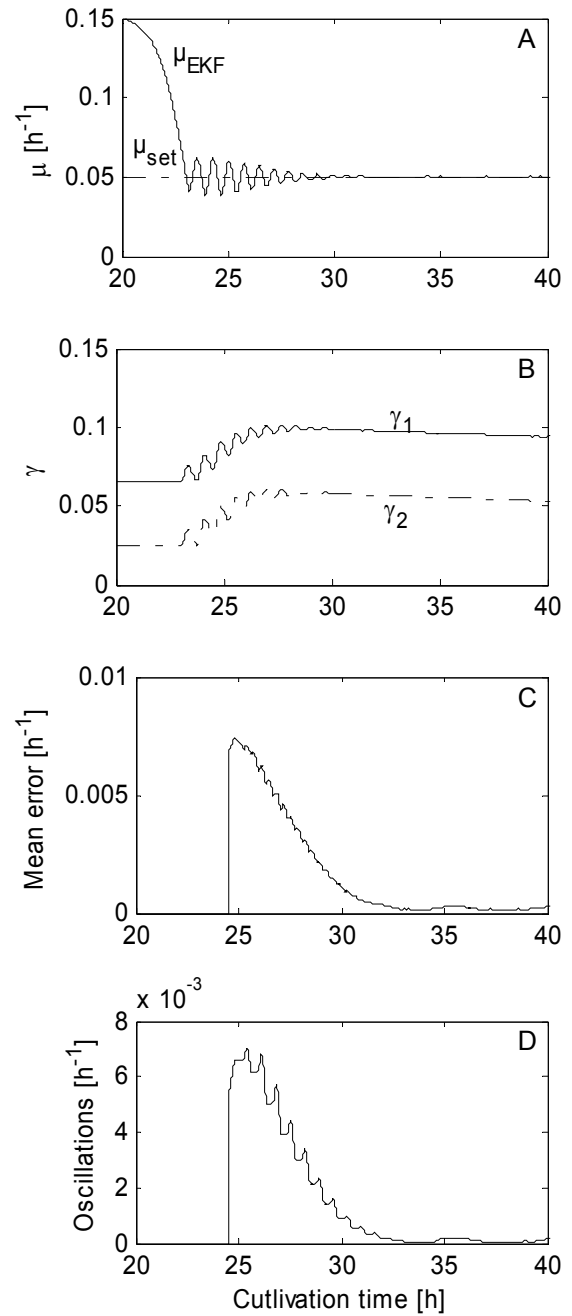 A
0.15
0.1
0.05
0
μ [h⁻¹]
μEKF
μset
20 25 30 35 40
B
0.15
0.1
0.05
0
γ
γ1
γ2
20 25 30 35 40
C
0.01
0.005
0
Mean error [h⁻¹]
20 25 30 35 40
x 10⁻³
D
8
6
4
2
0
Oscillations [h⁻¹]
20 25 30 35 40
Cutlivation time [h]